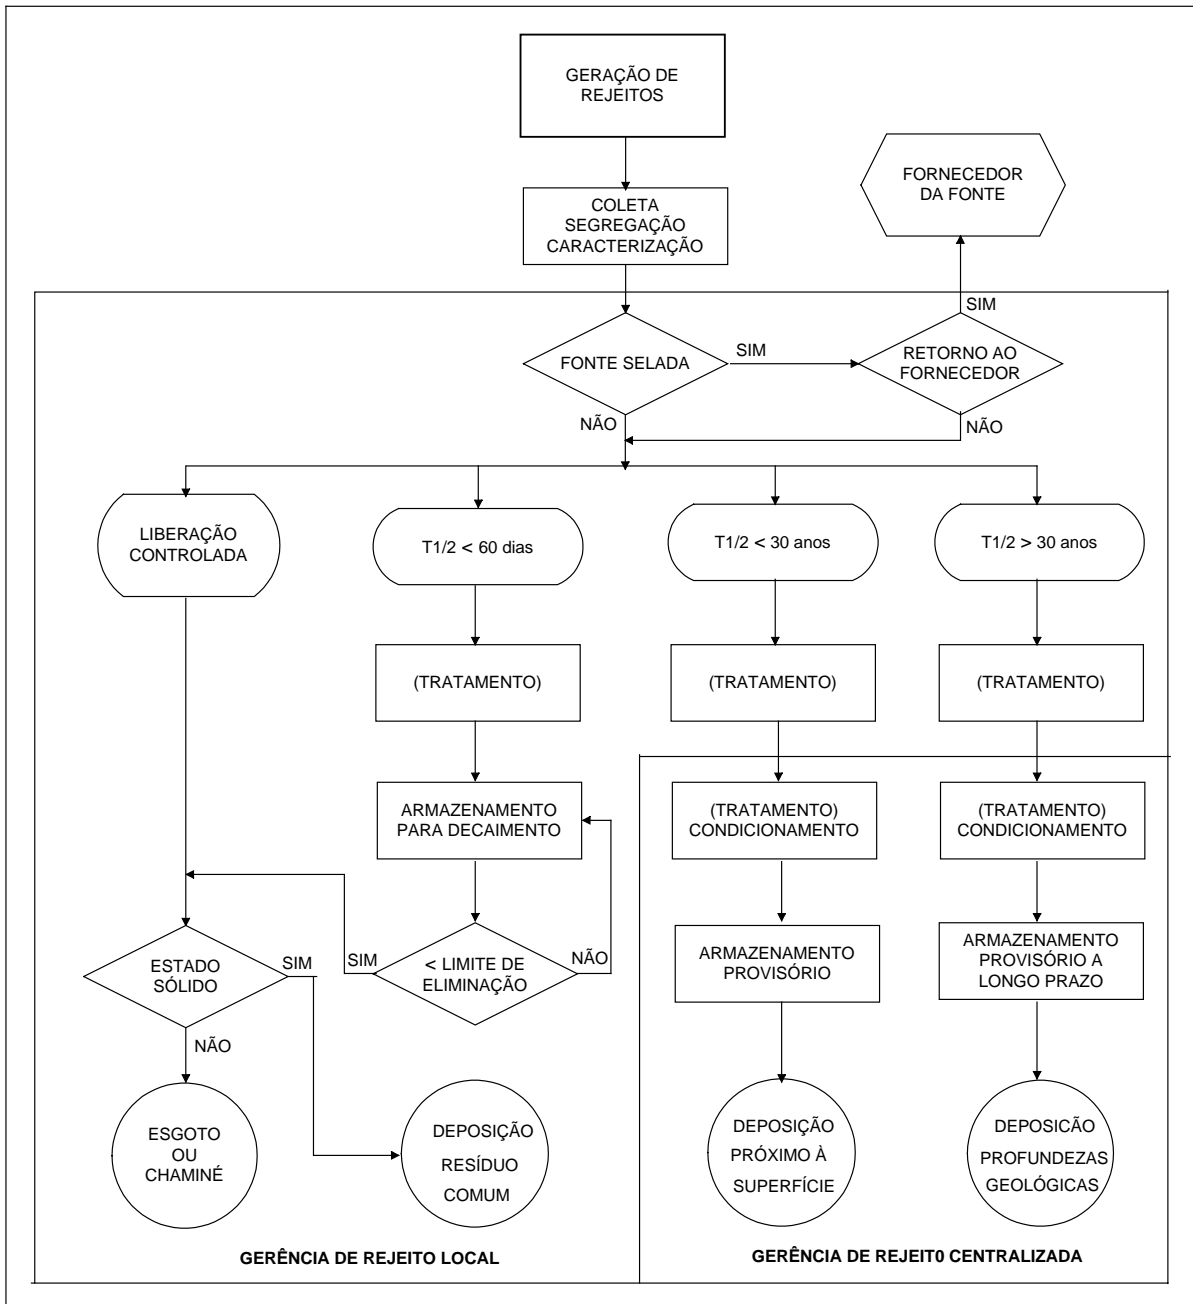 GERAÇÃO DE
REJEITOS
FORNECEDOR
DA FONTE
COLETA
SEGREGAÇÃO
CARACTERIZAÇÃO
SIM
FONTE SELADA
SIM
RETORNO AO
FORNECEDOR
NÃO
NÃO
LIBERAÇÃO
CONTROLADA
T1/2 < 60 dias
T1/2 < 30 anos
T1/2 > 30 anos
(TRATAMENTO)
(TRATAMENTO)
(TRATAMENTO)
ARMAZENAMENTO
PARA DECAIMENTO
(TRATAMENTO)
CONDICIONAMENTO
(TRATAMENTO)
CONDICIONAMENTO
ESTADO
SÓLIDO
SIM
SIM
< LIMITE DE
ELIMINAÇÃO
NÃO
ARMAZENAMENTO
PROVISÓRIO
ARMAZENAMENTO
PROVISÓRIO A
LONGO PRAZO
NÃO
ESGOTO
OU
CHAMINÉ
DEPOSIÇÃO
RESÍDUO
COMUM
DEPOSIÇÃO
PRÓXIMO À
SUPERFÍCIE
DEPOSICÃO
PROFUNDEZAS
GEOLÓGICAS
GERÊNCIA DE REJEITO LOCAL
GERÊNCIA DE REJEIT0 CENTRALIZADA